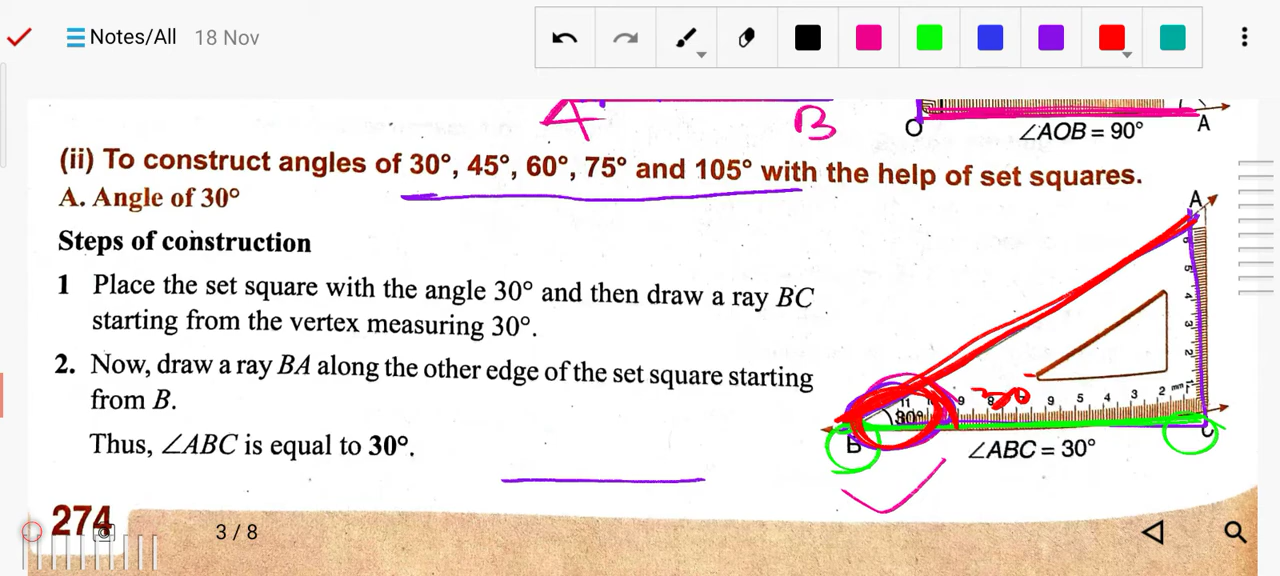 Notes/All 18 Nov
A B
O A
∠AOB = 90°
(ii) To construct angles of 30°, 45°, 60°, 75° and 105° with the help of set squares.
A. Angle of 30°
Steps of construction
1 Place the set square with the angle 30° and then draw a ray BC
starting from the vertex measuring 30°.
2. Now, draw a ray BA along the other edge of the set square starting
from B.
Thus, ∠ABC is equal to 30°.
A
30°
30
B C
∠ABC = 30°
274
3 / 8